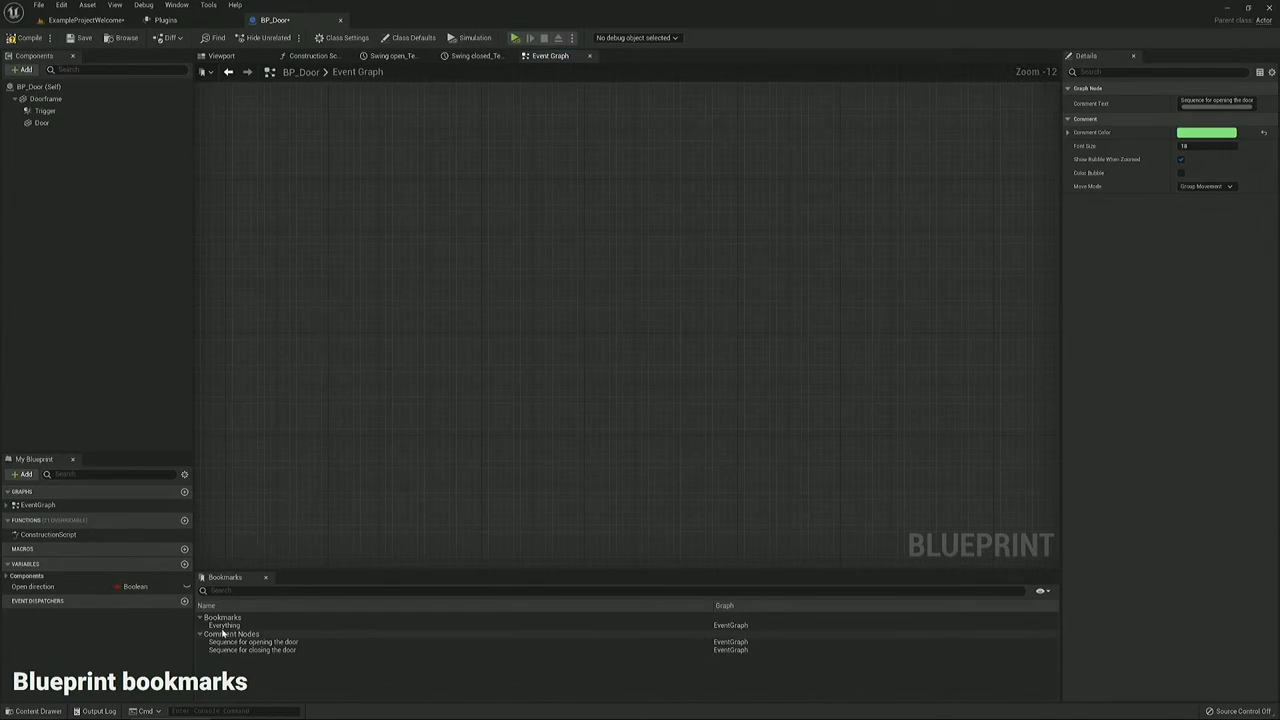 File Edit Asset View Debug Window Tools Help
ExampleProjectWelcome* Plugins BP_Door*
Parent class: Actor
Compile Save Browse Diff Find Hide Unrelated Class Settings Class Defaults Simulation No debug object selected
Components
Add Search
BP_Door (Self)
Doorframe
Trigger
Door
Viewport Construction Sc... Swing open_Te... Swing closed_Te... Event Graph
BP_Door > Event Graph Zoom -12
BLUEPRINT
Details
Search
Graph Node
Comment Text Sequence for opening the door
Comment
Comment Color
Font Size 18
Show Bubble When Zoomed
Color Bubble
Move Mode Group Movement
My Blueprint
Add Search
GRAPHS
EventGraph
FUNCTIONS (21 OVERRIDABLE)
ConstructionScript
MACROS
VARIABLES
Components
Open direction Boolean
EVENT DISPATCHERS
Bookmarks
Search
Name Graph
Bookmarks
Everything EventGraph
Comment Nodes
Sequence for opening the door EventGraph
Sequence for closing the door EventGraph
Blueprint bookmarks
Content Drawer Output Log Cmd Enter Console Command Source Control Off